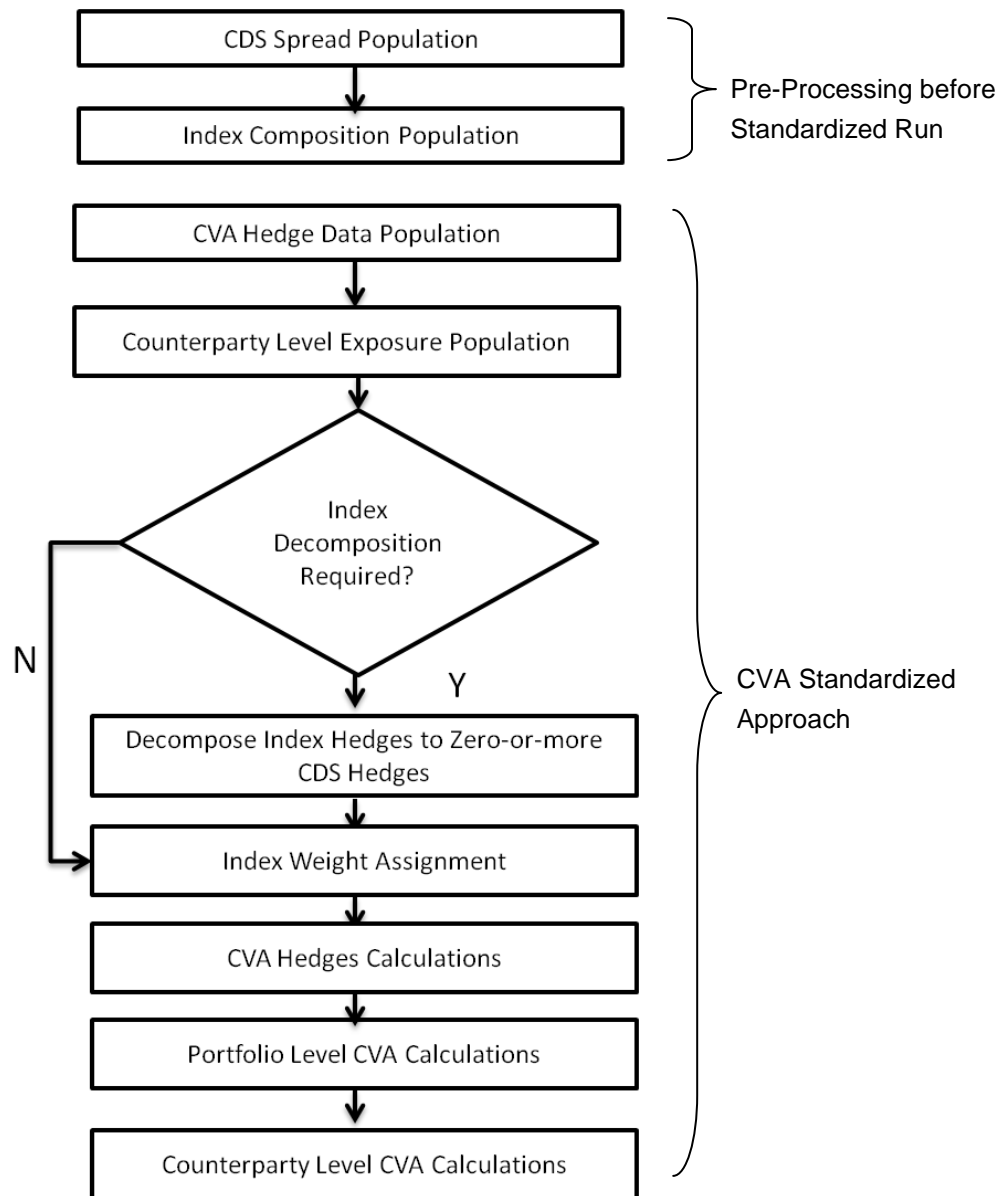 CDS Spread Population
Index Composition Population
Pre-Processing before
Standardized Run
CVA Hedge Data Population
Counterparty Level Exposure Population
Index
Decomposition
Required?
N
Y
Decompose Index Hedges to Zero-or-more
CDS Hedges
Index Weight Assignment
CVA Hedges Calculations
Portfolio Level CVA Calculations
Counterparty Level CVA Calculations
CVA Standardized
Approach